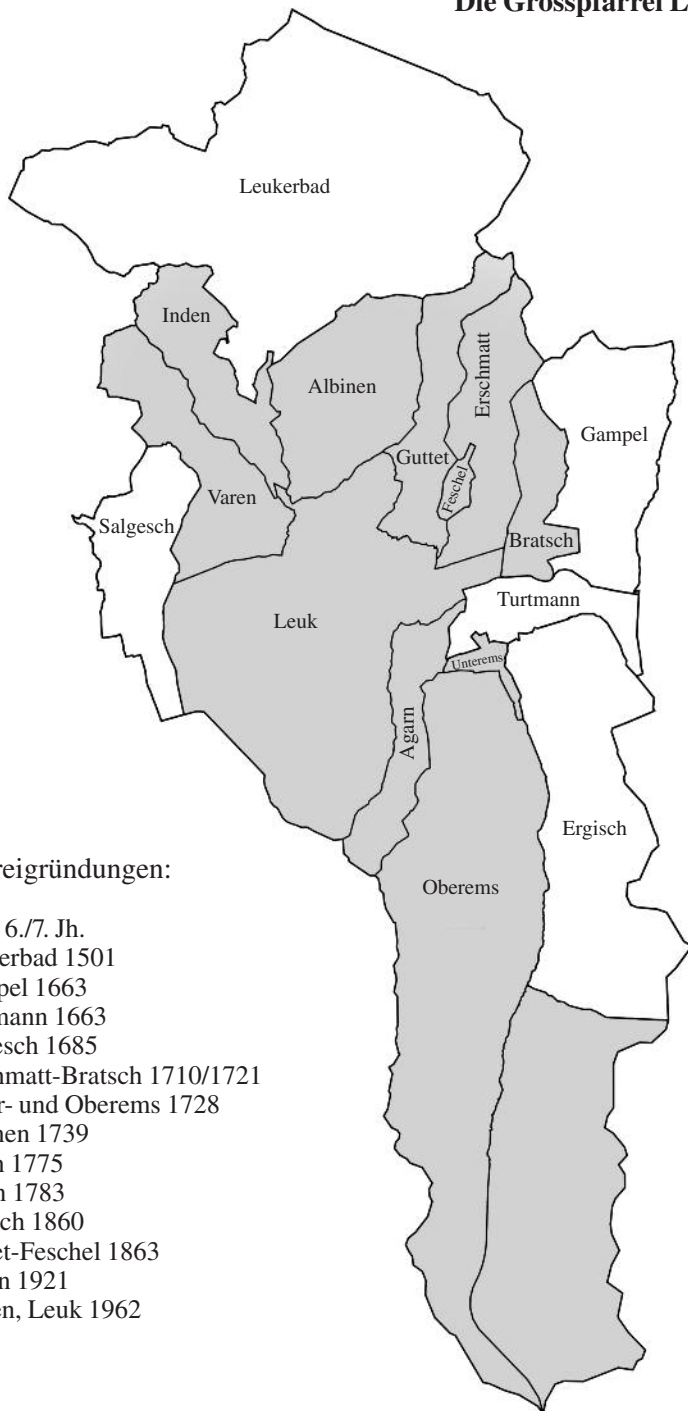 Die Grosspfarrei L
Leukerbad
Inden
Albinen
Erschmatt
Gampel
Guttet
Feschel
Varen
Salgesch
Bratsch
Turtmann
Leuk
Unterems
Agarn
Ergisch
Oberems
reigründungen:
6./7. Jh.
erbad 1501
pel 1663
mann 1663
esch 1685
nmatt-Bratsch 1710/1721
r- und Oberems 1728
nen 1739
n 1775
n 1783
ch 1860
et-Feschel 1863
n 1921
en, Leuk 1962